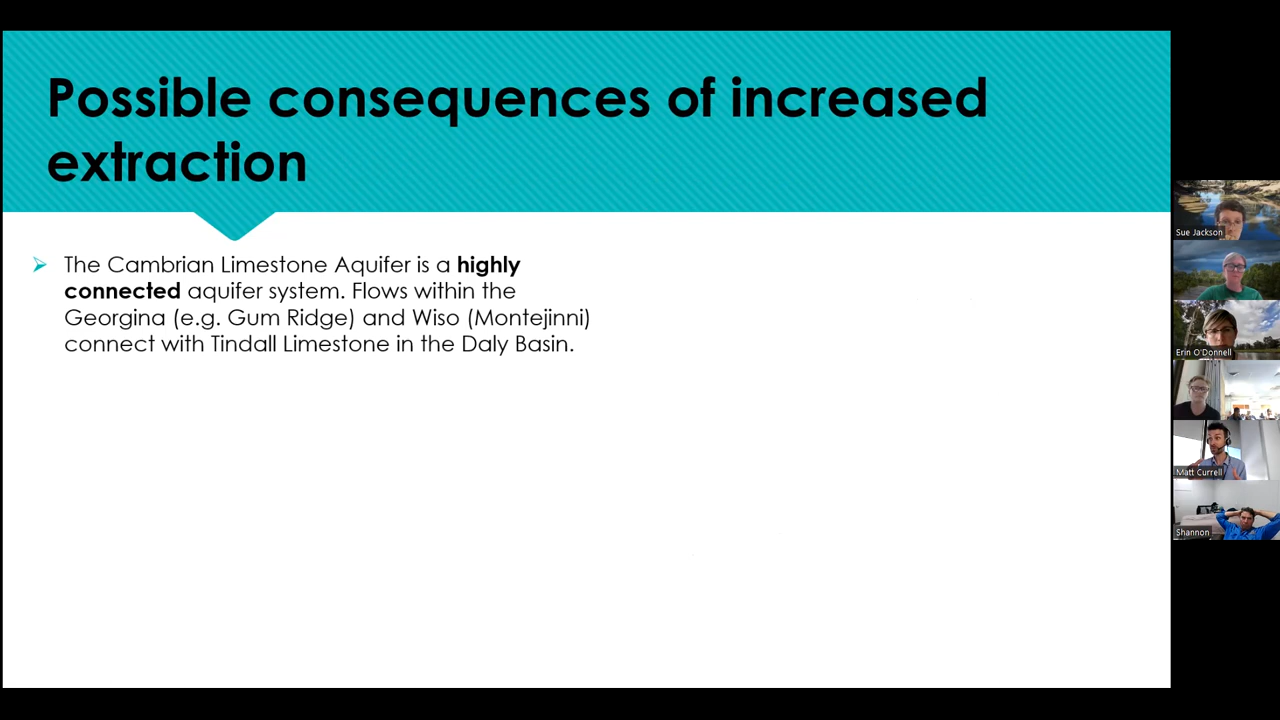 Possible consequences of increased
extraction
The Cambrian Limestone Aquifer is a highly
connected aquifer system. Flows within the
Georgina (e.g. Gum Ridge) and Wiso (Montejinni)
connect with Tindall Limestone in the Daly Basin.
Sue Jackson
Erin O'Donnell
Matt Currell
Shannon